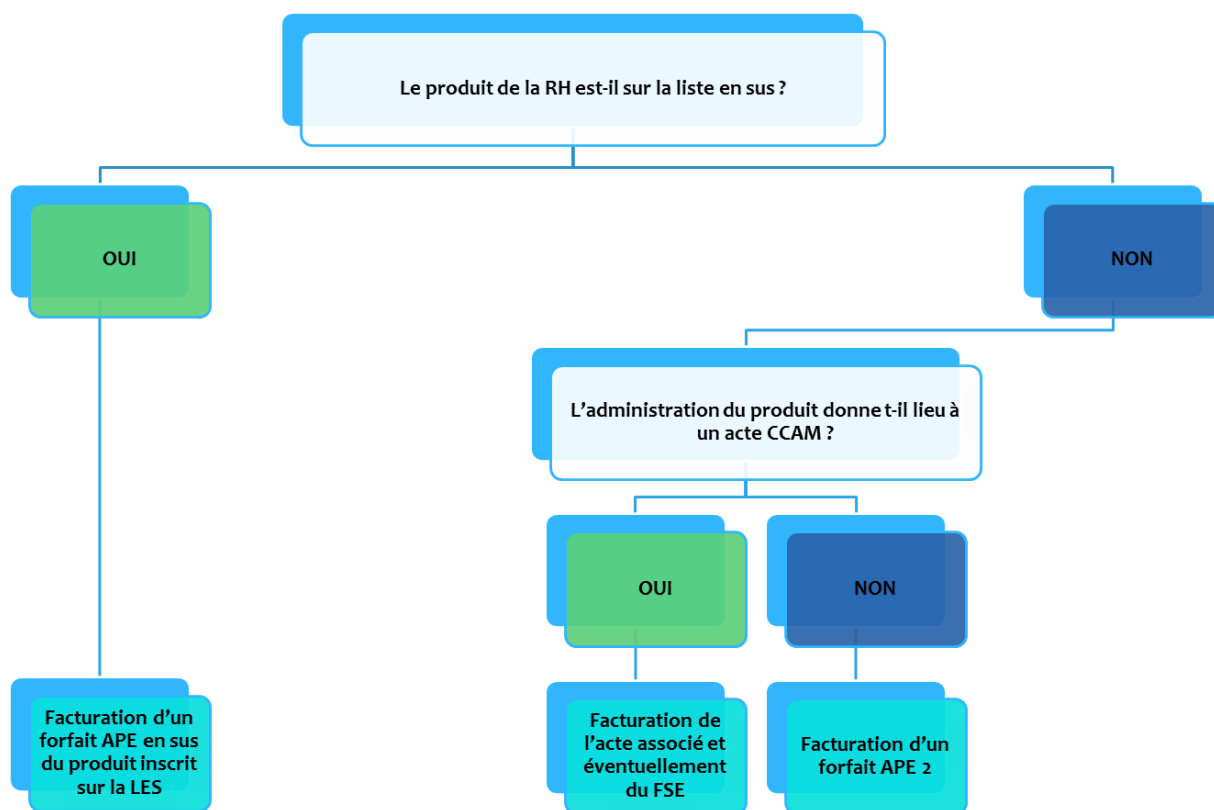 Le produit de la RH est-il sur la liste en sus ?
OUI
NON
L’administration du produit donne t-il lieu à
un acte CCAM ?
OUI
NON
Facturation d’un
forfait APE en sus
du produit inscrit
sur la LES
Facturation de
l’acte associé et
éventuellement
du FSE
Facturation d’un
forfait APE 2